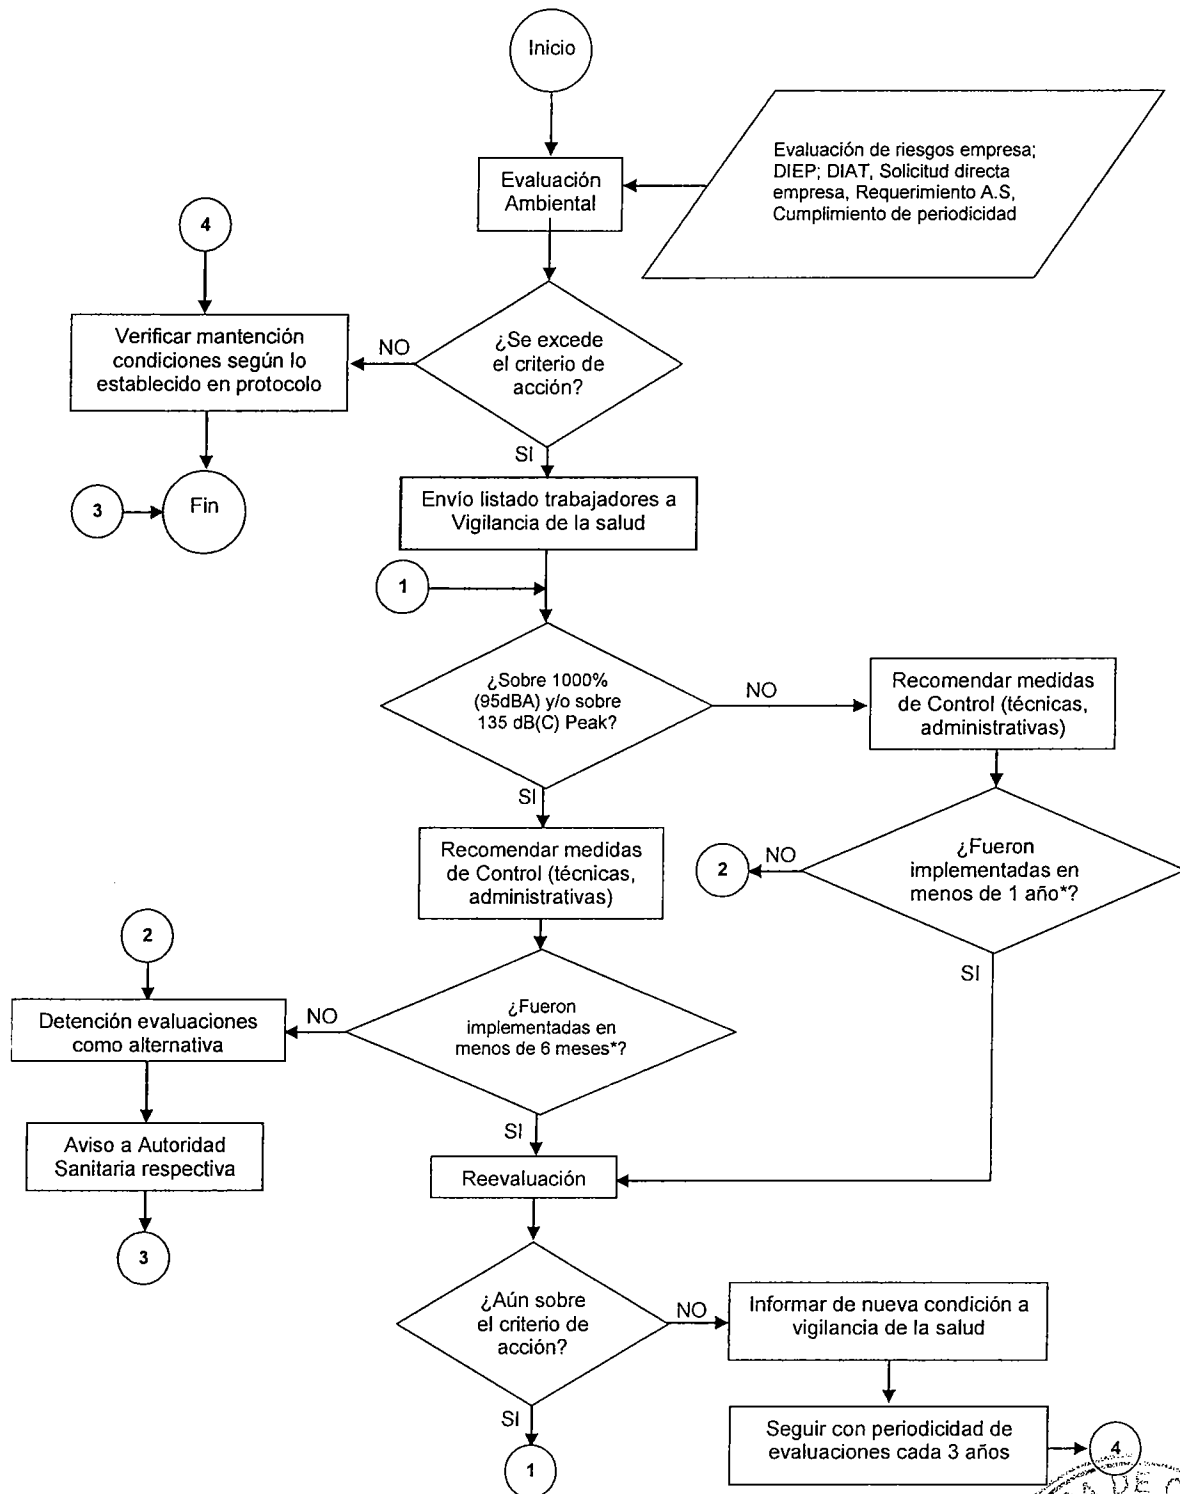 Inicio
Evaluación de riesgos empresa;
DIEP; DIAT, Solicitud directa
empresa, Requerimiento A.S,
Cumplimiento de periodicidad
Evaluación
Ambiental
4
Verificar mantención
condiciones según lo
establecido en protocolo
NO
¿Se excede
el criterio de
acción?
SI
3
Fin
Envío listado trabajadores a
Vigilancia de la salud
1
¿Sobre 1000%
(95dBA) y/o sobre
135 dB(C) Peak?
NO
Recomendar medidas
de Control (técnicas,
administrativas)
SI
Recomendar medidas
de Control (técnicas,
administrativas)
2
NO
¿Fueron
implementadas en
menos de 1 año*?
SI
2
Detención evaluaciones
como alternativa
NO
¿Fueron
implementadas en
menos de 6 meses*?
SI
Aviso a Autoridad
Sanitaria respectiva
3
Reevaluación
¿Aún sobre
el criterio de
acción?
NO
Informar de nueva condición a
vigilancia de la salud
SI
1
Seguir con periodicidad de
evaluaciones cada 3 años
4
DE